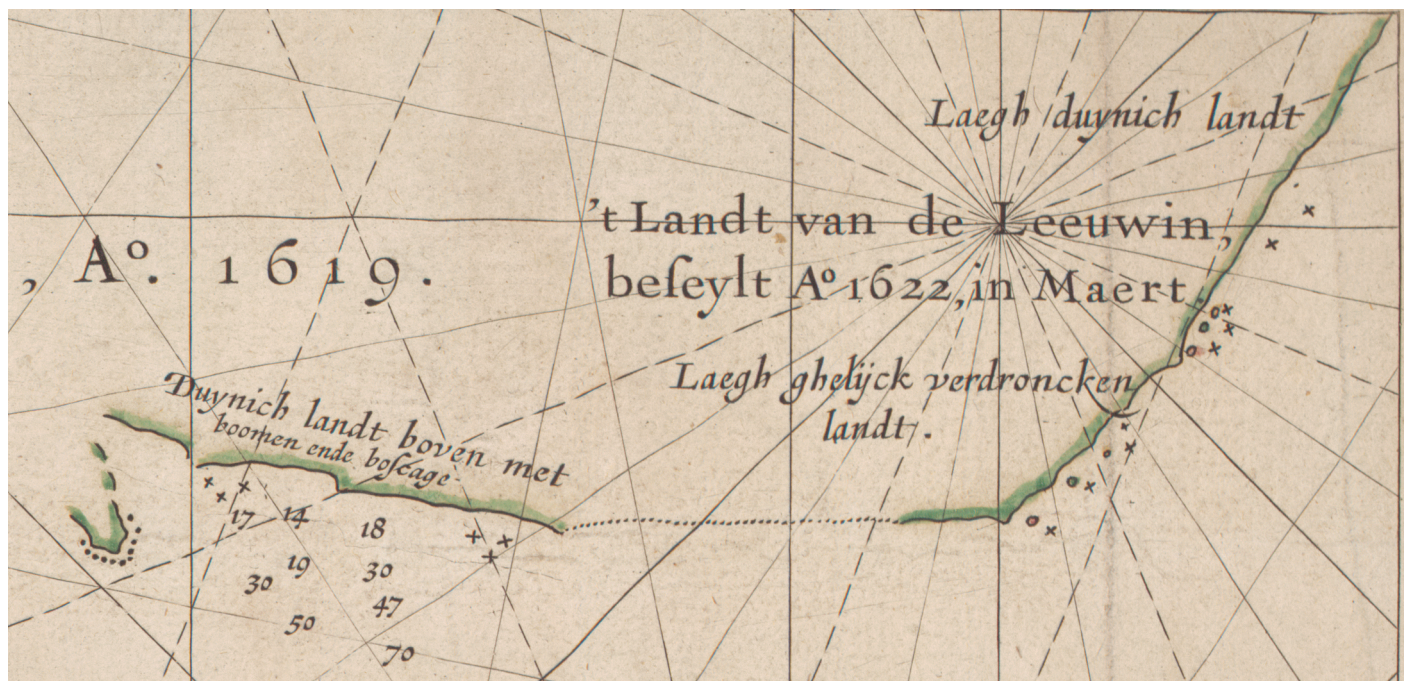 Laegh duynich landt
't Landt van de Leeuwin,
beſeylt Aº 1622, in Maert.
, Aº. 1619.
Laegh ghelijck verdroncken
landt.
Duynich landt boven met
boomen ende boſcage
17 14 18
19
30 30
47
50
70